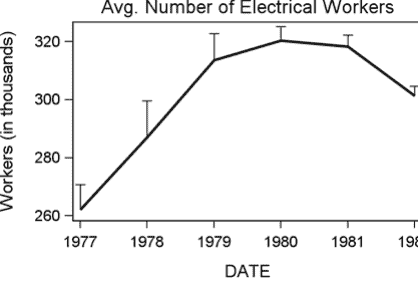 Avg. Number of Electrical Workers
Workers (in thousands)
320
300
280
260
1977 1978 1979 1980 1981
DATE